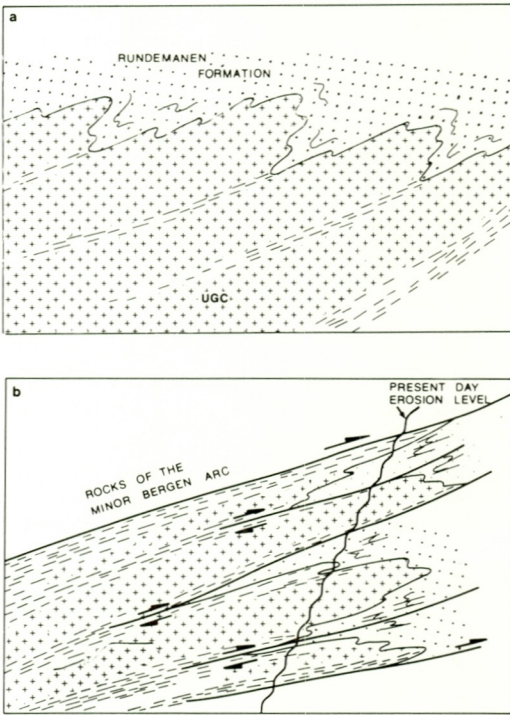 a
RUNDEMANEN
FORMATION
UGC
b
PRESENT DAY
EROSION LEVEL
ROCKS OF THE
MINOR BERGEN ARC